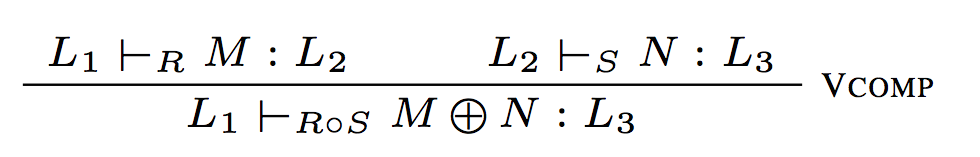 L₁ ⊢_R M : L₂ L₂ ⊢_S N : L₃
VCOMP
L₁ ⊢_{R∘S} M ⊕ N : L₃